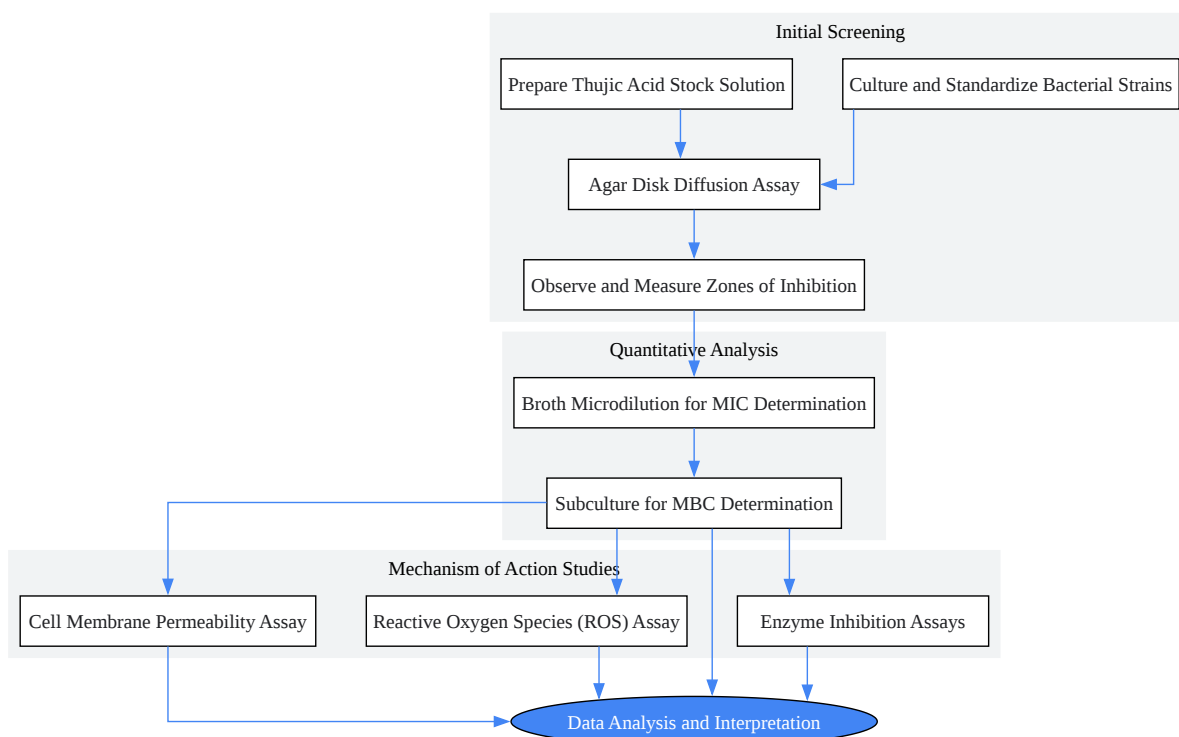 Initial Screening
Prepare Thujic Acid Stock Solution
Culture and Standardize Bacterial Strains
Agar Disk Diffusion Assay
Observe and Measure Zones of Inhibition
Quantitative Analysis
Broth Microdilution for MIC Determination
Subculture for MBC Determination
Mechanism of Action Studies
Cell Membrane Permeability Assay
Reactive Oxygen Species (ROS) Assay
Enzyme Inhibition Assays
Data Analysis and Interpretation